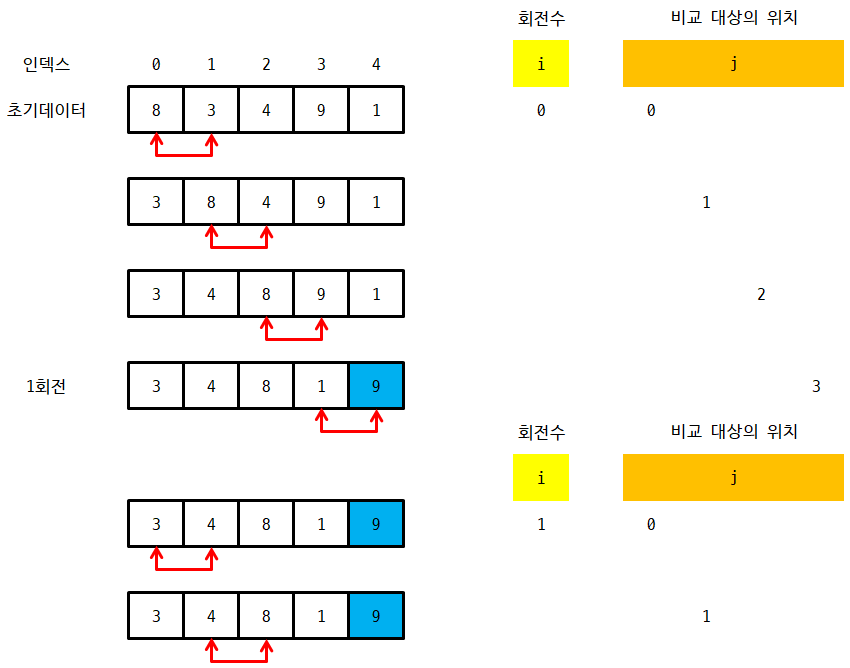 회전수 비교 대상의 위치
인덱스 0 1 2 3 4 i j
초기데이터 8 3 4 9 1 0 0
3 8 4 9 1 1
3 4 8 9 1 2
1회전 3 4 8 1 9 3
회전수 비교 대상의 위치
i j
3 4 8 1 9 1 0
3 4 8 1 9 1